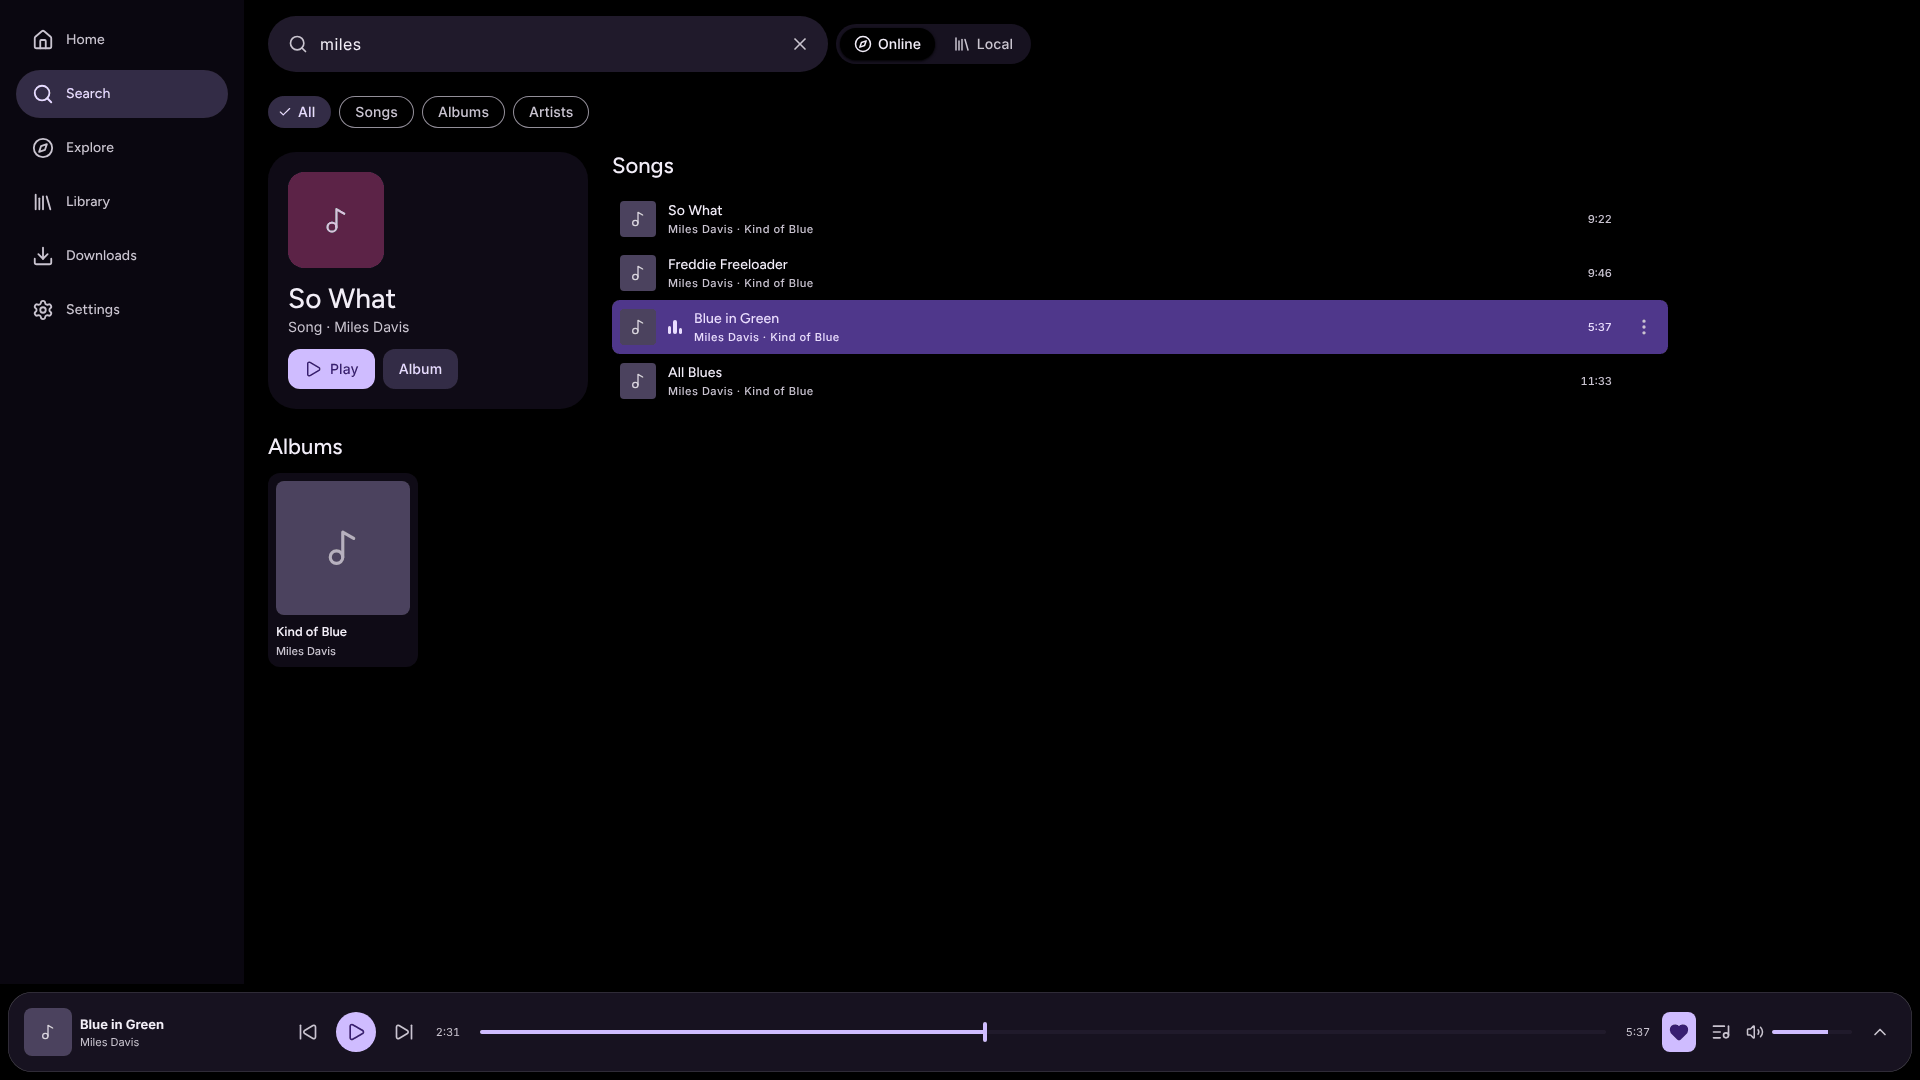 Home
Search
Explore
Library
Downloads
Settings
miles
Online
Local
All
Songs
Albums
Artists
So What
Song · Miles Davis
Play
Album
Songs
So What
Miles Davis · Kind of Blue
9:22
Freddie Freeloader
Miles Davis · Kind of Blue
9:46
Blue in Green
Miles Davis · Kind of Blue
5:37
All Blues
Miles Davis · Kind of Blue
11:33
Albums
Kind of Blue
Miles Davis
Blue in Green
Miles Davis
2:31
5:37